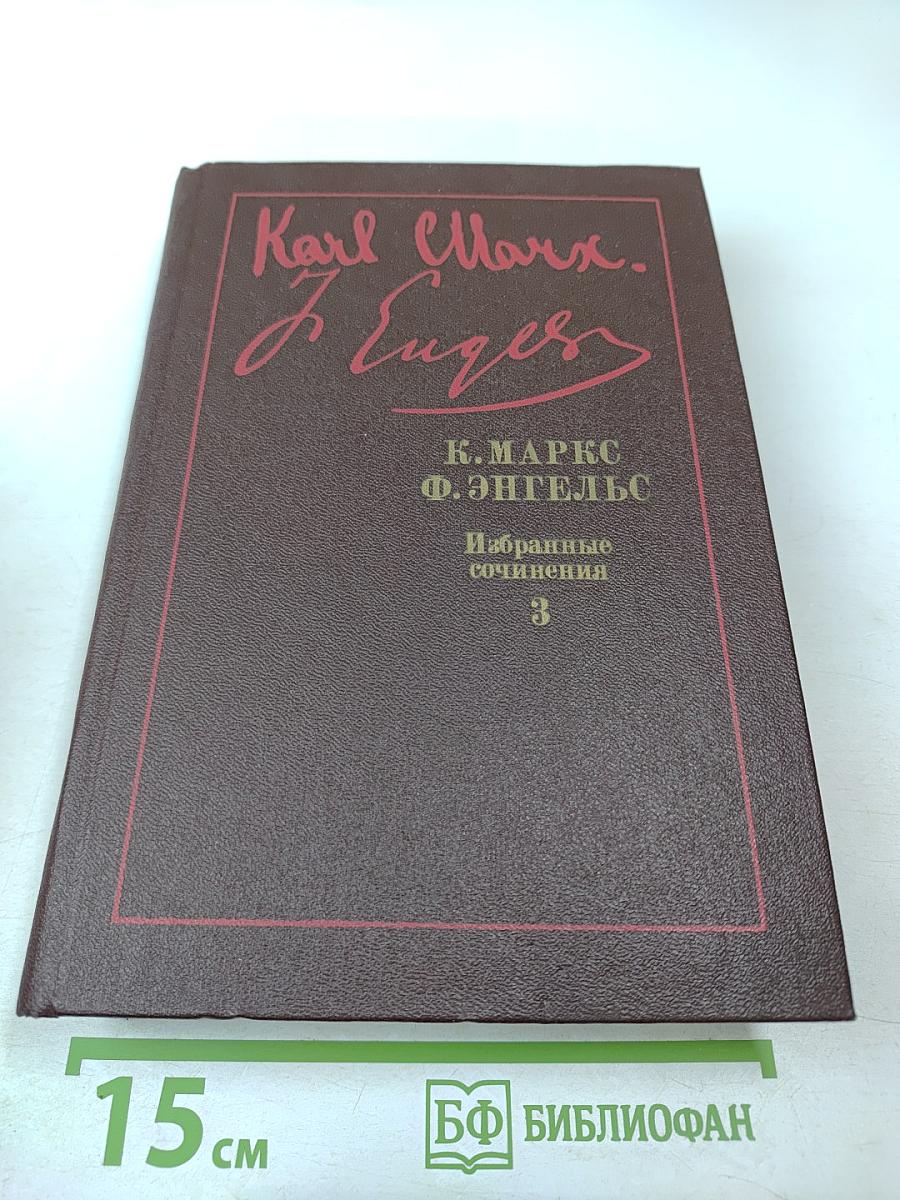 Karl Marx.
F Engels
К. МАРКС
Ф. ЭНГЕЛЬС
Избранные
сочинения
3
15 см
БФ БИБЛИОФАН